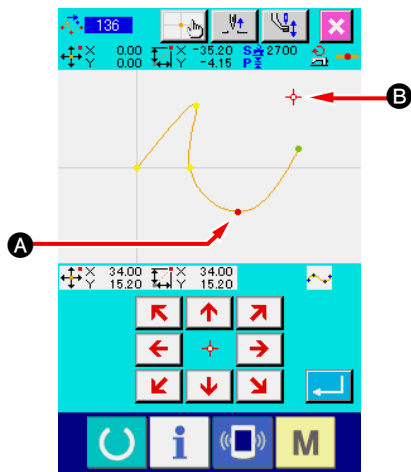 136
X 0.00 X -35.20 S 2700
Y 0.00 Y -4.15 P
B
A
X 34.00 X 34.00
Y 15.20 Y 15.20
i M